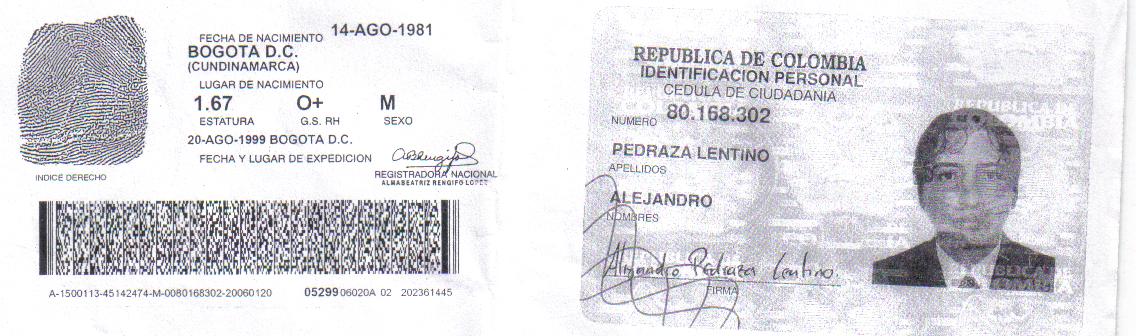 FECHA DE NACIMIENTO 14-AGO-1981
BOGOTA D.C.
(CUNDINAMARCA)
LUGAR DE NACIMIENTO
1.67 O+ M
ESTATURA G.S. RH SEXO
20-AGO-1999 BOGOTA D.C.
FECHA Y LUGAR DE EXPEDICION
REGISTRADORA NACIONAL
ALMABEATRIZ RENGIFO LOPEZ
INDICE DERECHO
A-1500113-45142474-M-0080168302-20060120 05299 06020A 02 202361445
REPUBLICA DE COLOMBIA
IDENTIFICACION PERSONAL
CEDULA DE CIUDADANIA
NUMERO 80.168.302
PEDRAZA LENTINO
APELLIDOS
ALEJANDRO
NOMBRES
Alejandro Pedraza Lentino.
FIRMA